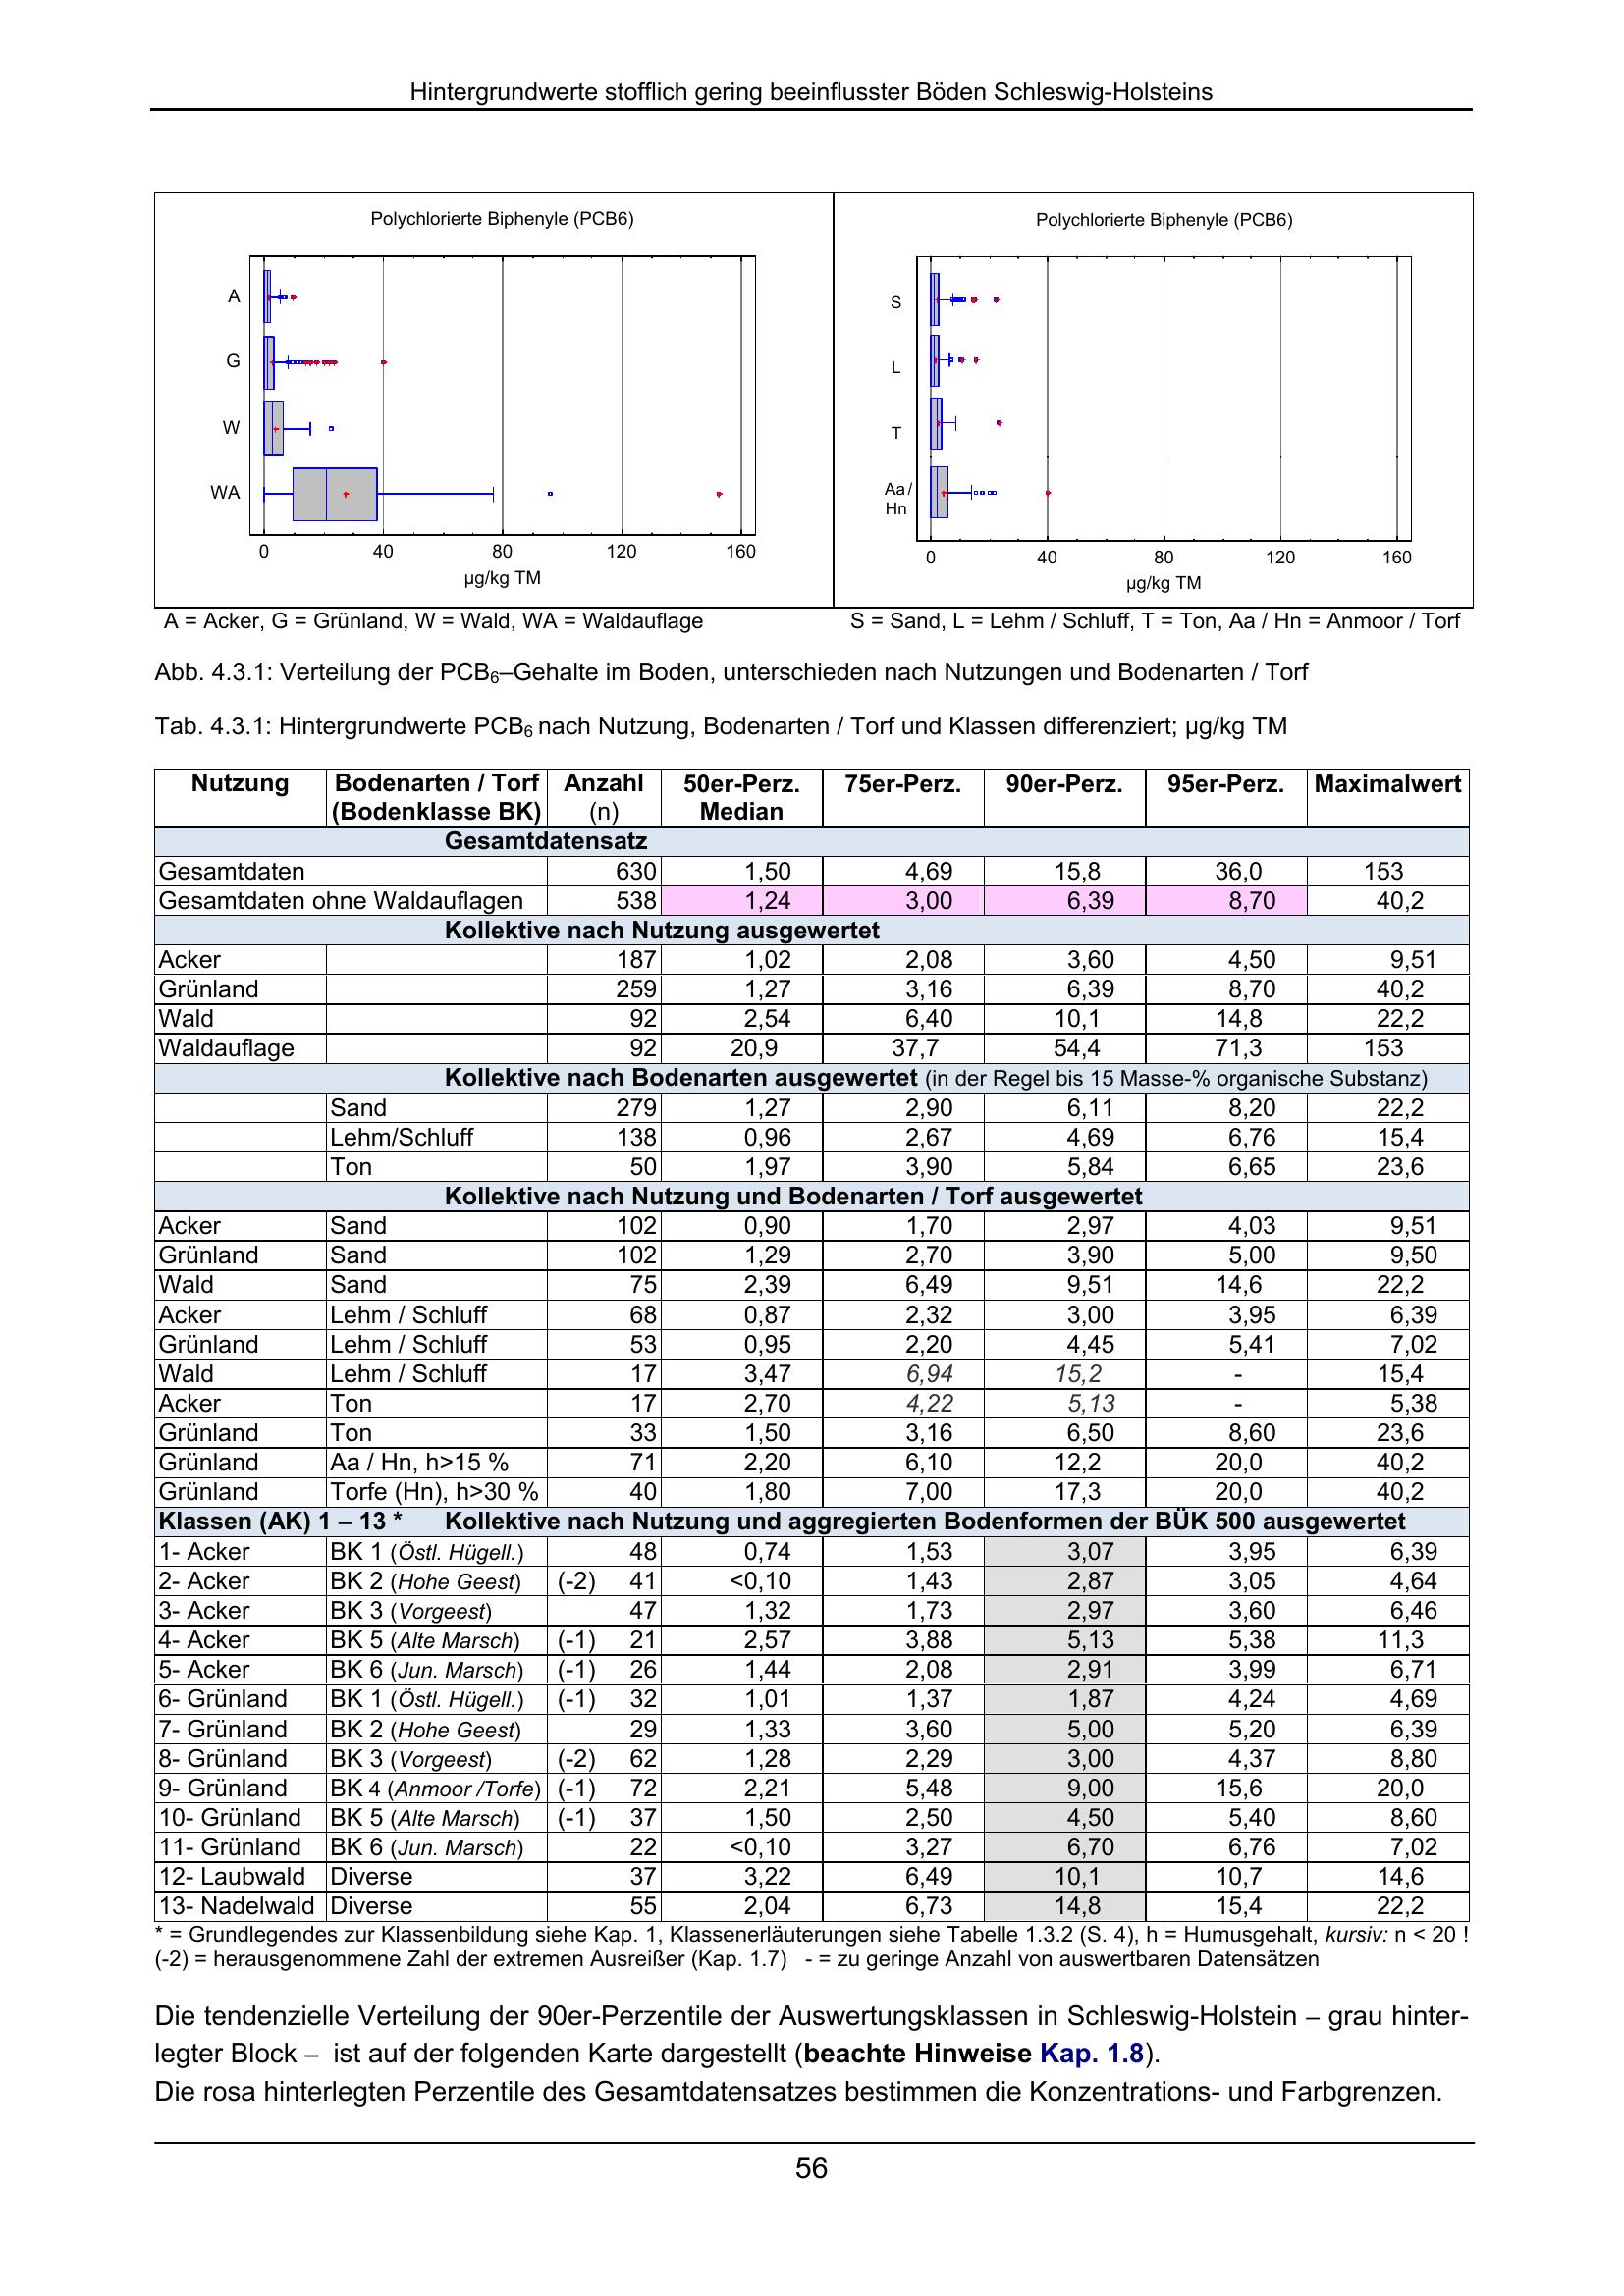 Hintergrundwerte stofflich gering beeinflusster Böden Schleswig-Holsteins
Polychlorierte Biphenyle (PCB6)
A
G
W
WA
0 40 80 120 160
µg/kg TM
Polychlorierte Biphenyle (PCB6)
S
L
T
Aa /
Hn
0 40 80 120 160
µg/kg TM
A = Acker, G = Grünland, W = Wald, WA = Waldauflage
S = Sand, L = Lehm / Schluff, T = Ton, Aa / Hn = Anmoor / Torf
Abb. 4.3.1: Verteilung der PCB6–Gehalte im Boden, unterschieden nach Nutzungen und Bodenarten / Torf
Tab. 4.3.1: Hintergrundwerte PCB6 nach Nutzung, Bodenarten / Torf und Klassen differenziert; µg/kg TM
Nutzung Bodenarten / Torf Anzahl 50er-Perz. 75er-Perz. 90er-Perz. 95er-Perz. Maximalwert
(Bodenklasse BK) (n) Median
Gesamtdatensatz
Gesamtdaten 630 1,50 4,69 15,8 36,0 153
Gesamtdaten ohne Waldauflagen 538 1,24 3,00 6,39 8,70 40,2
Kollektive nach Nutzung ausgewertet
Acker 187 1,02 2,08 3,60 4,50 9,51
Grünland 259 1,27 3,16 6,39 8,70 40,2
Wald 92 2,54 6,40 10,1 14,8 22,2
Waldauflage 92 20,9 37,7 54,4 71,3 153
Kollektive nach Bodenarten ausgewertet (in der Regel bis 15 Masse-% organische Substanz)
Sand 279 1,27 2,90 6,11 8,20 22,2
Lehm/Schluff 138 0,96 2,67 4,69 6,76 15,4
Ton 50 1,97 3,90 5,84 6,65 23,6
Kollektive nach Nutzung und Bodenarten / Torf ausgewertet
Acker Sand 102 0,90 1,70 2,97 4,03 9,51
Grünland Sand 102 1,29 2,70 3,90 5,00 9,50
Wald Sand 75 2,39 6,49 9,51 14,6 22,2
Acker Lehm / Schluff 68 0,87 2,32 3,00 3,95 6,39
Grünland Lehm / Schluff 53 0,95 2,20 4,45 5,41 7,02
Wald Lehm / Schluff 17 3,47 6,94 15,2 - 15,4
Acker Ton 17 2,70 4,22 5,13 - 5,38
Grünland Ton 33 1,50 3,16 6,50 8,60 23,6
Grünland Aa / Hn, h>15 % 71 2,20 6,10 12,2 20,0 40,2
Grünland Torfe (Hn), h>30 % 40 1,80 7,00 17,3 20,0 40,2
Klassen (AK) 1 – 13 * Kollektive nach Nutzung und aggregierten Bodenformen der BÜK 500 ausgewertet
1- Acker BK 1 (Östl. Hügell.) 48 0,74 1,53 3,07 3,95 6,39
2- Acker BK 2 (Hohe Geest) (-2) 41 <0,10 1,43 2,87 3,05 4,64
3- Acker BK 3 (Vorgeest) 47 1,32 1,73 2,97 3,60 6,46
4- Acker BK 5 (Alte Marsch) (-1) 21 2,57 3,88 5,13 5,38 11,3
5- Acker BK 6 (Jun. Marsch) (-1) 26 1,44 2,08 2,91 3,99 6,71
6- Grünland BK 1 (Östl. Hügell.) (-1) 32 1,01 1,37 1,87 4,24 4,69
7- Grünland BK 2 (Hohe Geest) 29 1,33 3,60 5,00 5,20 6,39
8- Grünland BK 3 (Vorgeest) (-2) 62 1,28 2,29 3,00 4,37 8,80
9- Grünland BK 4 (Anmoor /Torfe) (-1) 72 2,21 5,48 9,00 15,6 20,0
10- Grünland BK 5 (Alte Marsch) (-1) 37 1,50 2,50 4,50 5,40 8,60
11- Grünland BK 6 (Jun. Marsch) 22 <0,10 3,27 6,70 6,76 7,02
12- Laubwald Diverse 37 3,22 6,49 10,1 10,7 14,6
13- Nadelwald Diverse 55 2,04 6,73 14,8 15,4 22,2
* = Grundlegendes zur Klassenbildung siehe Kap. 1, Klassenerläuterungen siehe Tabelle 1.3.2 (S. 4), h = Humusgehalt, kursiv: n < 20 !
(-2) = herausgenommene Zahl der extremen Ausreißer (Kap. 1.7) - = zu geringe Anzahl von auswertbaren Datensätzen
Die tendenzielle Verteilung der 90er-Perzentile der Auswertungsklassen in Schleswig-Holstein – grau hinter-
legter Block – ist auf der folgenden Karte dargestellt (beachte Hinweise Kap. 1.8).
Die rosa hinterlegten Perzentile des Gesamtdatensatzes bestimmen die Konzentrations- und Farbgrenzen.
56